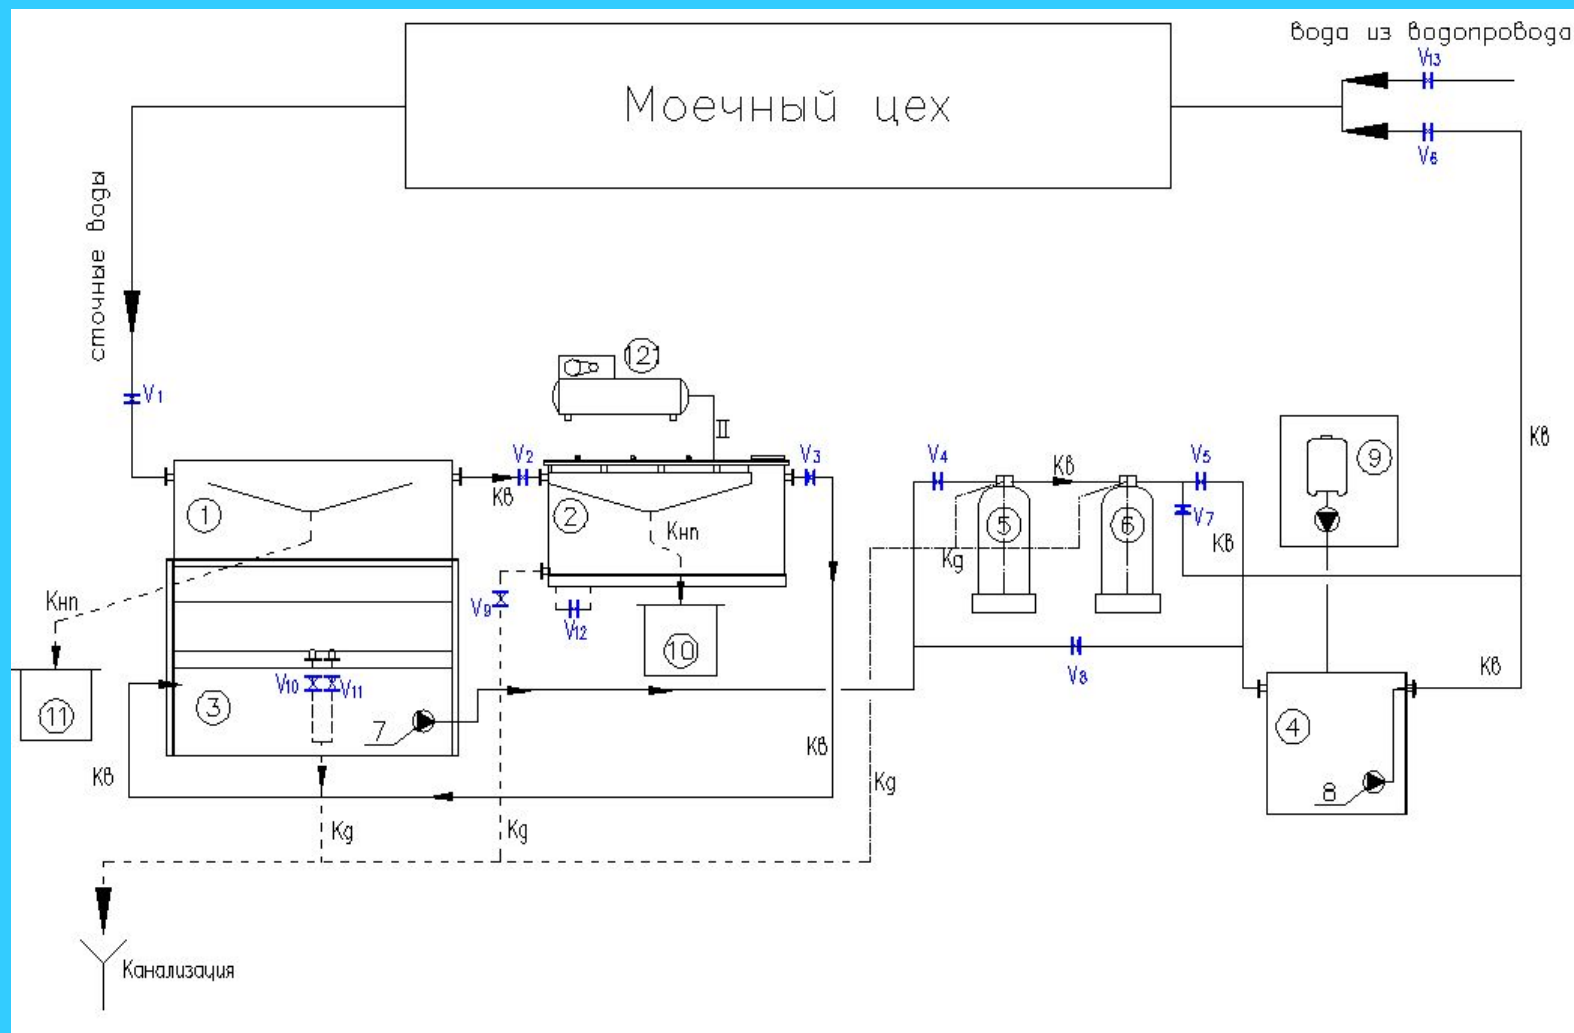 вода из водопровода
V13
Моечный цех
V6
сточные воды
121
V1
II
Кв
V2
V3
V4
Кв
V5
9
Кв
1
2
5
6
V7
Кнп
Кв
Кд
Кнп
V9
V12
10
V8
Кв
V10
V11
3
11
7
4
Кв
Кв
Кд
8
Кд
Кд
Канализация